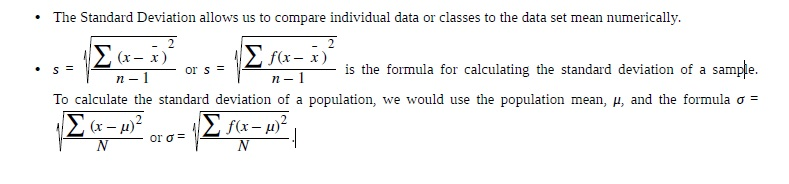 • The Standard Deviation allows us to compare individual data or classes to the data set mean numerically.
• s = √(∑(x − x̄)² / (n − 1)) or s = √(∑ f(x − x̄)² / (n − 1)) is the formula for calculating the standard deviation of a sample.
To calculate the standard deviation of a population, we would use the population mean, μ, and the formula σ =
√(∑(x − μ)² / N) or σ = √(∑ f(x − μ)² / N).